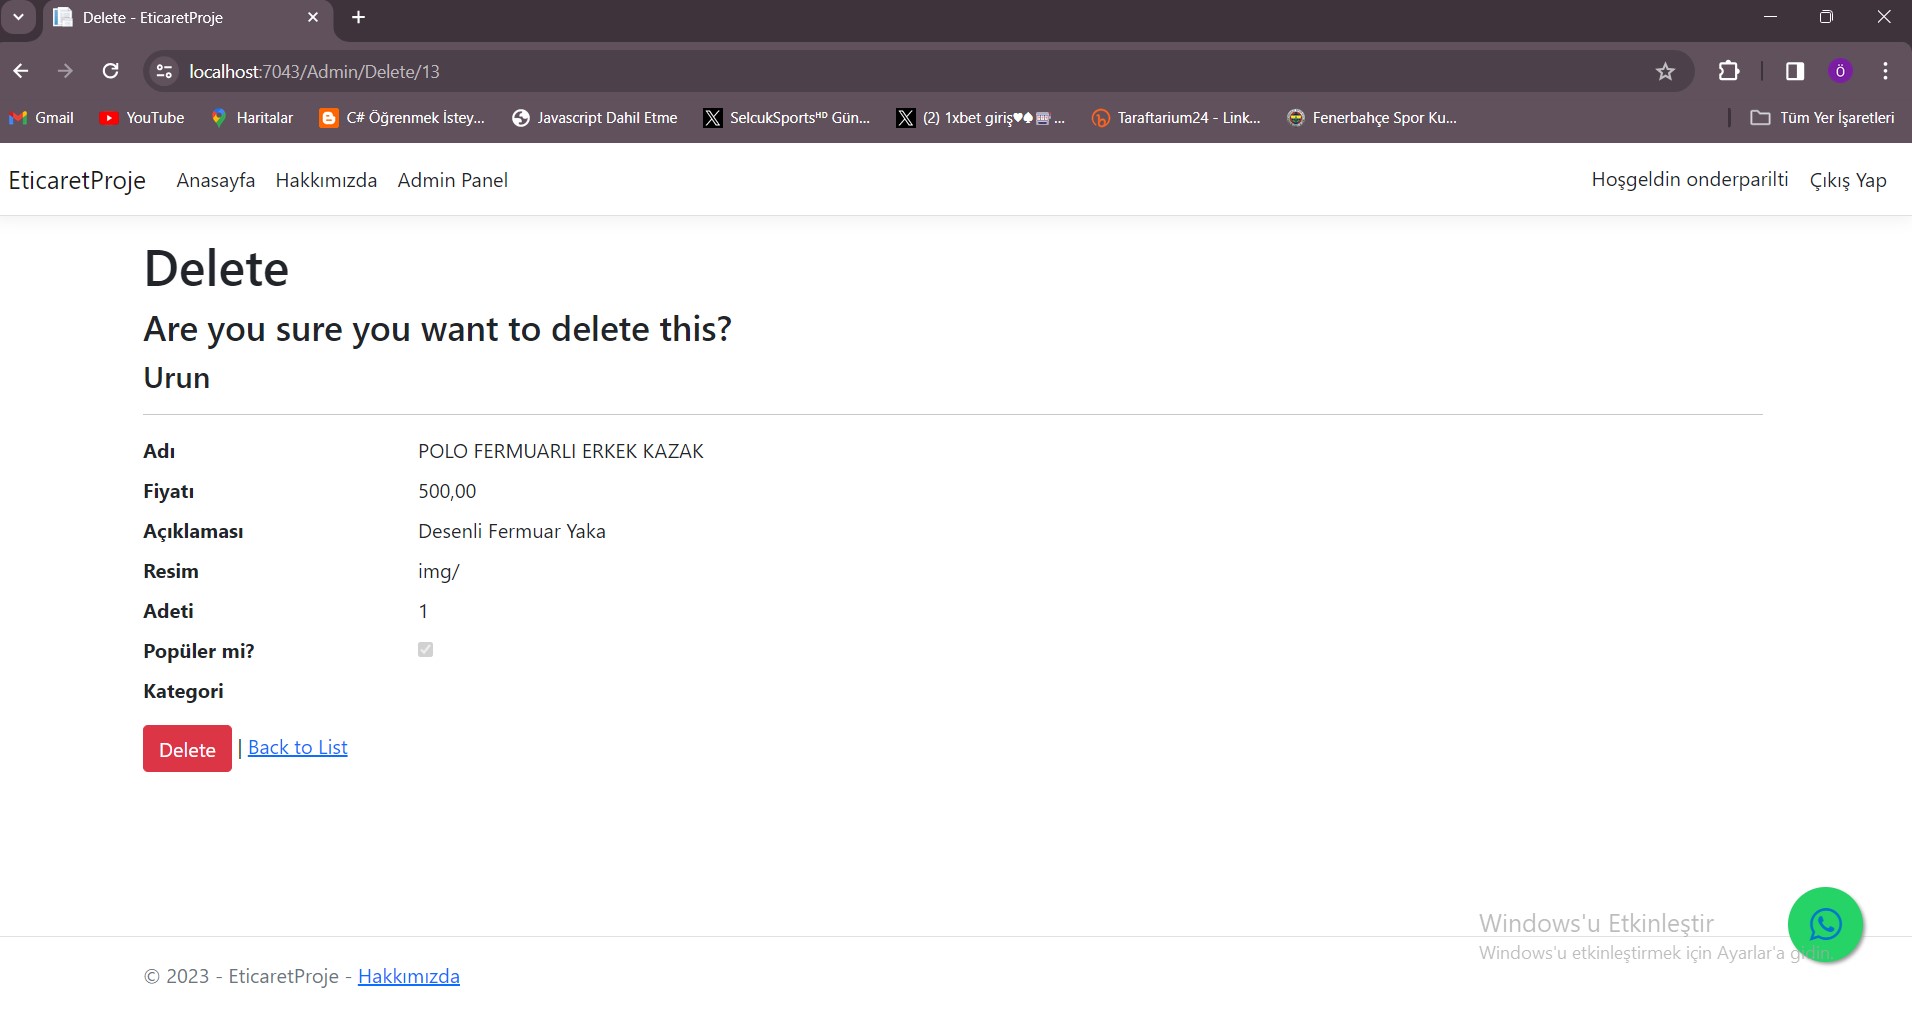 Delete - EticaretProje
localhost:7043/Admin/Delete/13
Ö
Gmail YouTube Haritalar C# Öğrenmek İstey... Javascript Dahil Etme SelcukSportsᴴᴰ Gün... (2) 1xbet giriş♥♠🎰 ... Taraftarium24 - Link... Fenerbahçe Spor Ku... Tüm Yer İşaretleri
EticaretProje Anasayfa Hakkımızda Admin Panel Hoşgeldin onderparilti Çıkış Yap
Delete
Are you sure you want to delete this?
Urun
Adı POLO FERMUARLI ERKEK KAZAK
Fiyatı 500,00
Açıklaması Desenli Fermuar Yaka
Resim img/
Adeti 1
Popüler mi?
Kategori
Delete | Back to List
Windows'u Etkinleştir
Windows'u etkinleştirmek için Ayarlar'a gidin.
© 2023 - EticaretProje - Hakkımızda